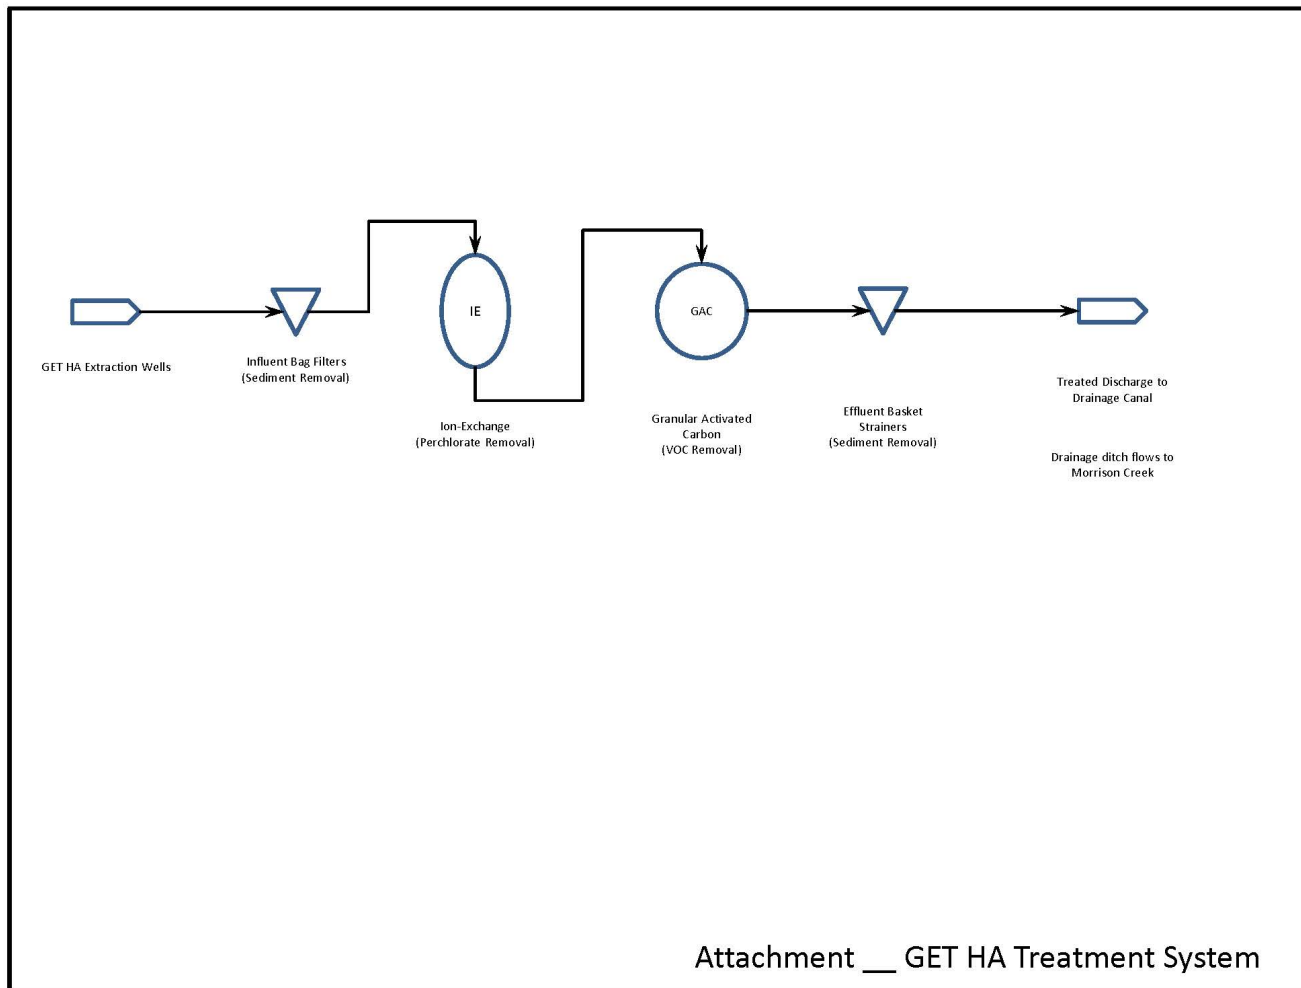 IE
GAC
GET HA Extraction Wells
Influent Bag Filters
(Sediment Removal)
Ion-Exchange
(Perchlorate Removal)
Granular Activated
Carbon
(VOC Removal)
Effluent Basket
Strainers
(Sediment Removal)
Treated Discharge to
Drainage Canal
Drainage ditch flows to
Morrison Creek
Attachment __ GET HA Treatment System